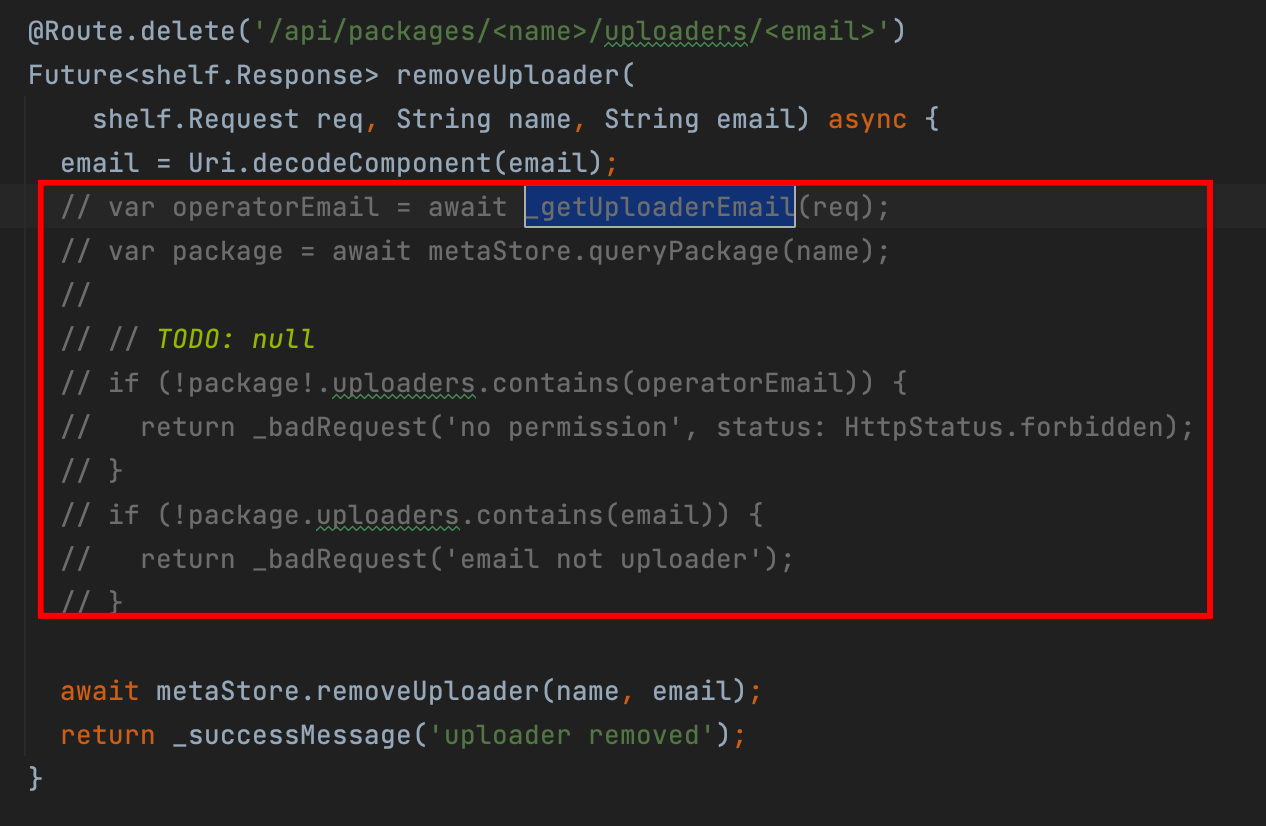 @Route.delete('/api/packages/<name>/uploaders/<email>')
Future<shelf.Response> removeUploader(
    shelf.Request req, String name, String email) async {
  email = Uri.decodeComponent(email);
  // var operatorEmail = await _getUploaderEmail(req);
  // var package = await metaStore.queryPackage(name);
  //
  // // TODO: null
  // if (!package!.uploaders.contains(operatorEmail)) {
  //   return _badRequest('no permission', status: HttpStatus.forbidden);
  // }
  // if (!package.uploaders.contains(email)) {
  //   return _badRequest('email not uploader');
  // }
  await metaStore.removeUploader(name, email);
  return _successMessage('uploader removed');
}